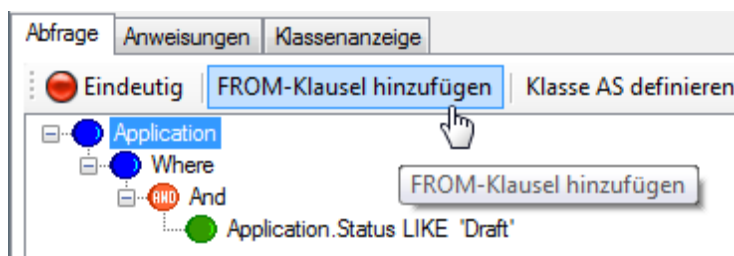 Abfrage Anweisungen Klassenanzeige
Eindeutig FROM-Klausel hinzufügen Klasse AS definieren
Application
Where
FROM-Klausel hinzufügen
AND And
Application.Status LIKE "Draft"